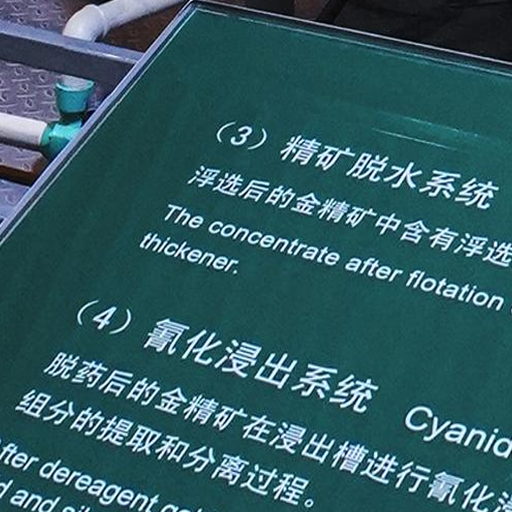 （3）精矿脱水系统
浮选后的金精矿中含有浮选
The concentrate after flotation
thickener.
（4）氰化浸出系统 Cyanid
脱药后的金精矿在浸出槽进行氰化浸
组分的提取和分离过程。
fter dereagent
d and